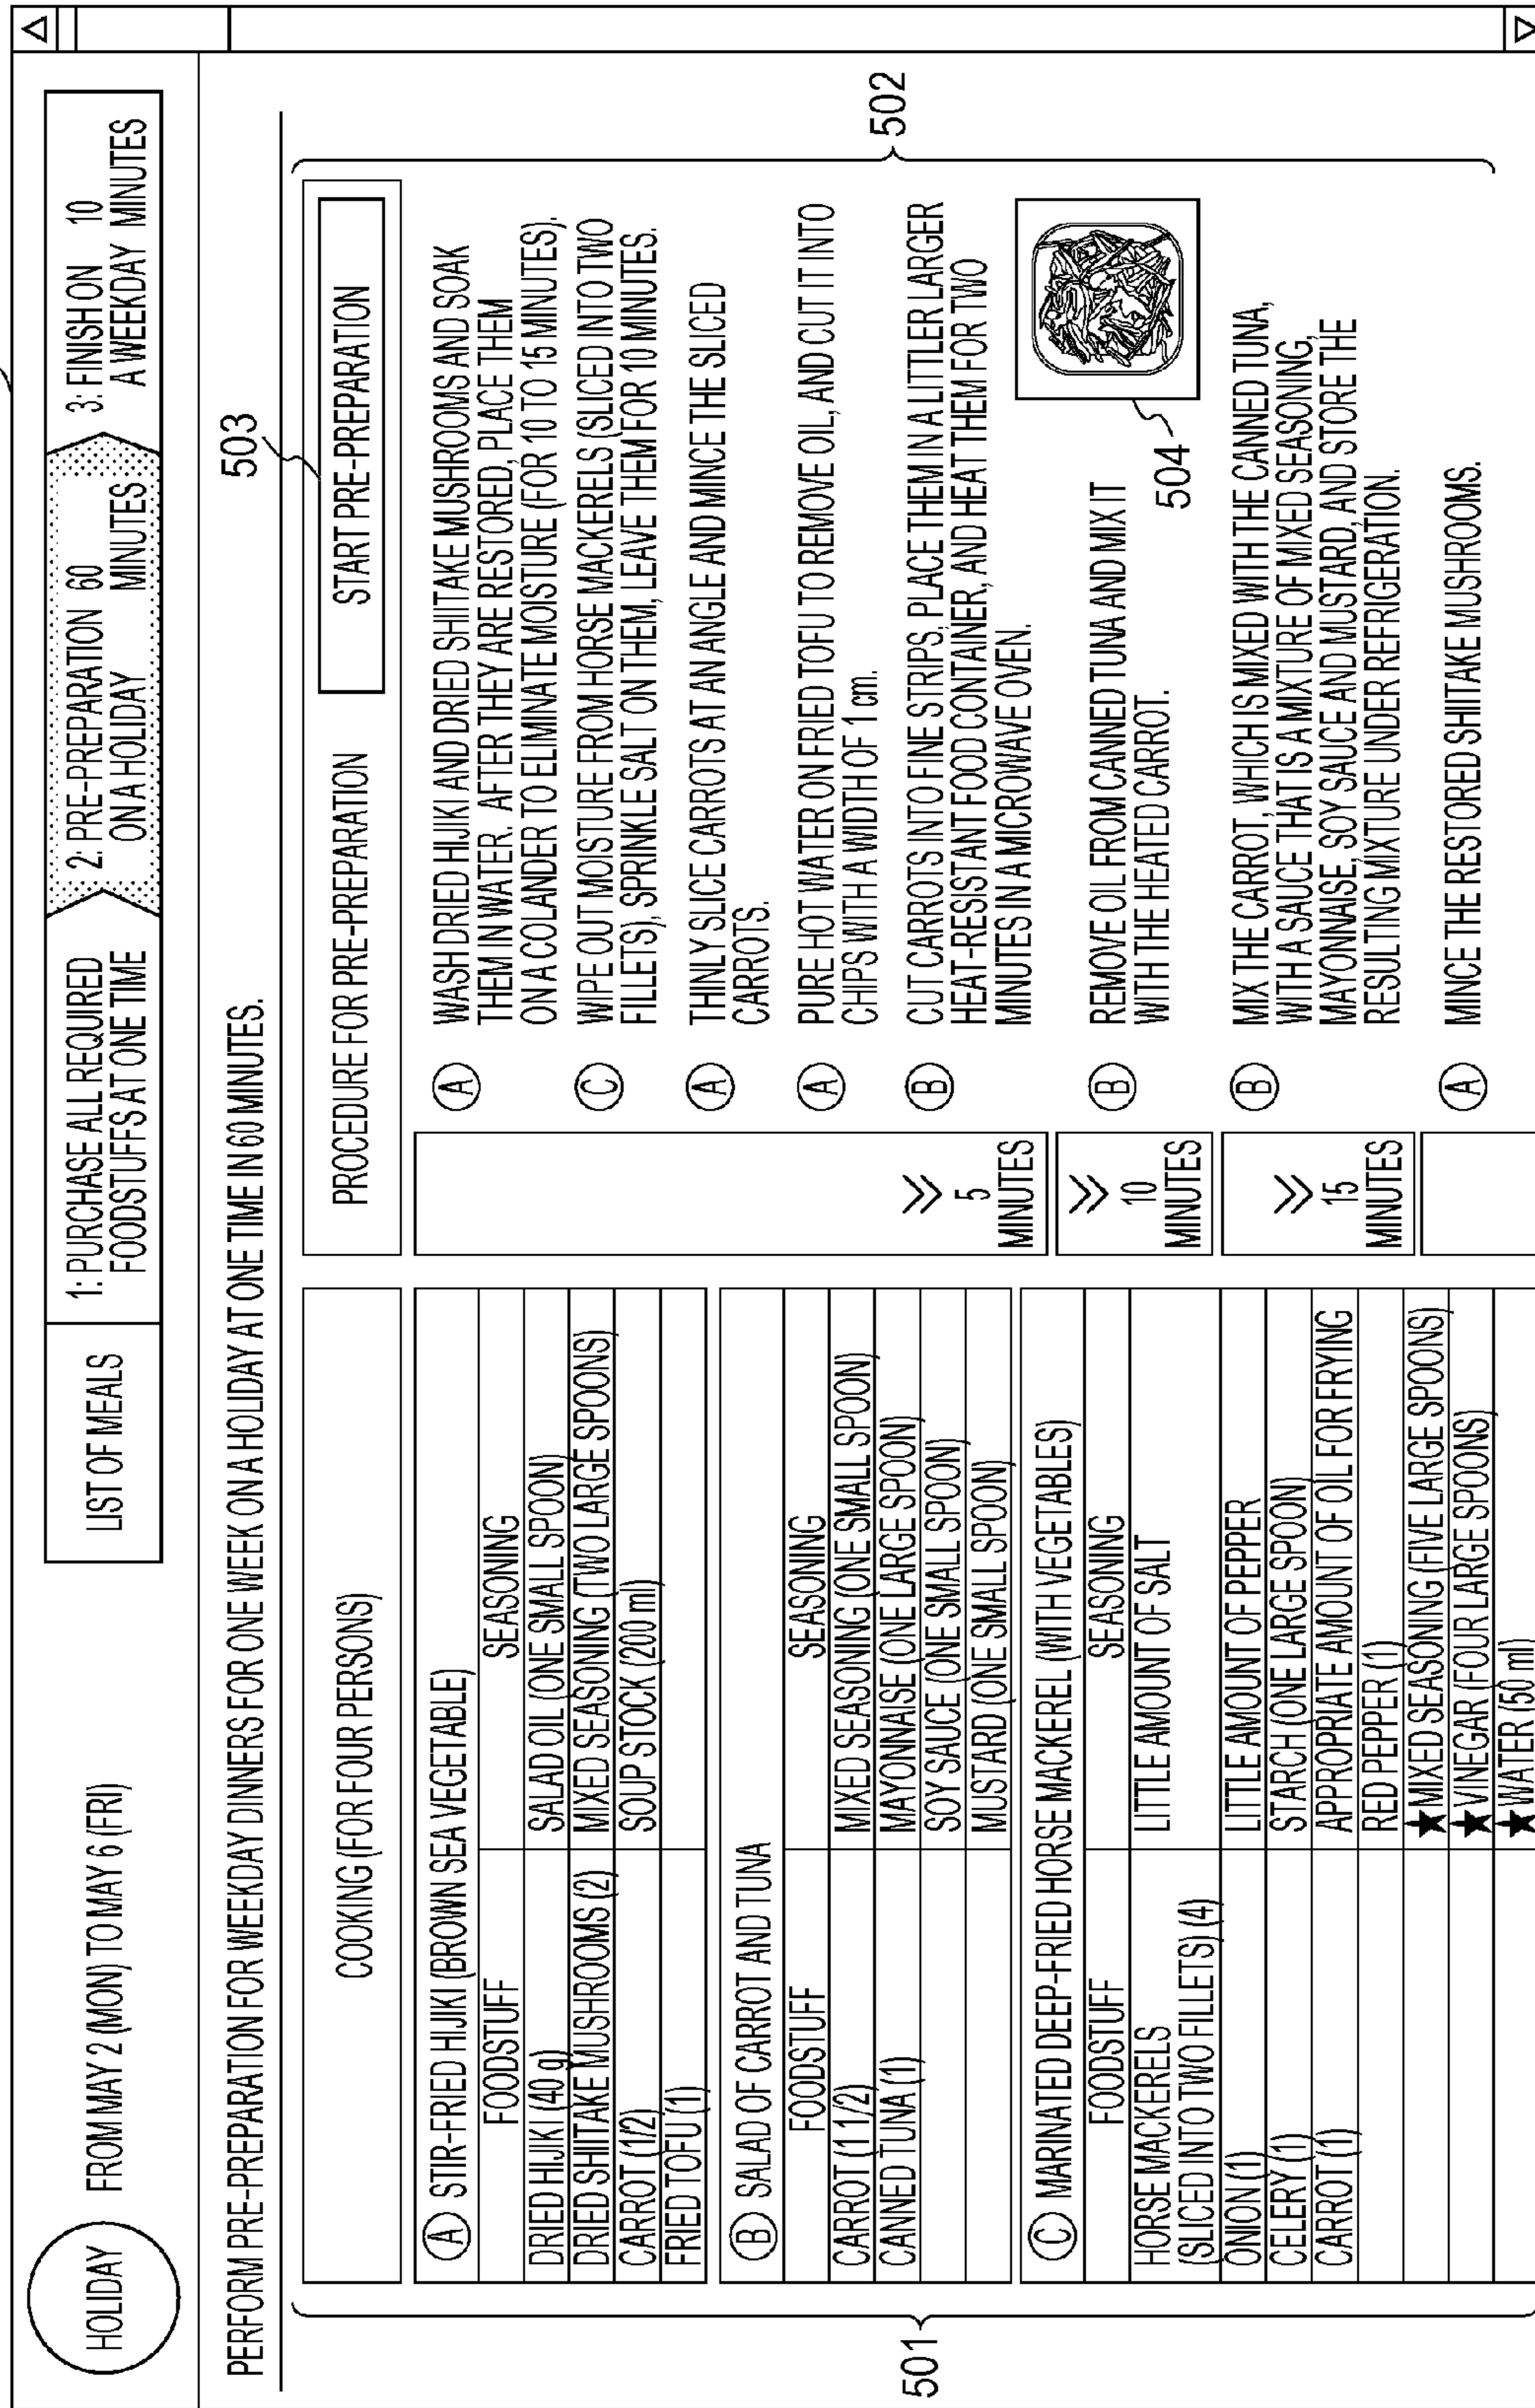 HOLIDAY
FROM MAY 2 (MON) TO MAY 6 (FRI)
LIST OF MEALS
1: PURCHASE ALL REQUIRED
FOODSTUFFS AT ONE TIME
2: PRE-PREPARATION 60
ON A HOLIDAY MINUTES
3: FINISH ON 10
A WEEKDAY MINUTES
PERFORM PRE-PREPARATION FOR WEEKDAY DINNERS FOR ONE WEEK ON A HOLIDAY AT ONE TIME IN 60 MINUTES.
501
COOKING (FOR FOUR PERSONS)
A STIR-FRIED HIJIKI (BROWN SEA VEGETABLE)
FOODSTUFF SEASONING
DRIED HIJIKI (40 g) SALAD OIL (ONE SMALL SPOON)
DRIED SHIITAKE MUSHROOMS (2) MIXED SEASONING (TWO LARGE SPOONS)
CARROT (1/2) SOUP STOCK (200 ml)
FRIED TOFU (1)
B SALAD OF CARROT AND TUNA
FOODSTUFF SEASONING
CARROT (1 1/2) MIXED SEASONING (ONE SMALL SPOON)
CANNED TUNA (1) MAYONNAISE (ONE LARGE SPOON)
SOY SAUCE (ONE SMALL SPOON)
MUSTARD (ONE SMALL SPOON)
C MARINATED DEEP-FRIED HORSE MACKEREL (WITH VEGETABLES)
FOODSTUFF SEASONING
HORSE MACKERELS LITTLE AMOUNT OF SALT
(SLICED INTO TWO FILLETS) (4)
ONION (1) LITTLE AMOUNT OF PEPPER
CELERY (1) STARCH (ONE LARGE SPOON)
CARROT (1) APPROPRIATE AMOUNT OF OIL FOR FRYING
RED PEPPER (1)
★ MIXED SEASONING (FIVE LARGE SPOONS)
★ VINEGAR (FOUR LARGE SPOONS)
★ WATER (50 ml)
503
PROCEDURE FOR PRE-PREPARATION
START PRE-PREPARATION
502
A WASH DRIED HIJIKI AND DRIED SHIITAKE MUSHROOMS AND SOAK
THEM IN WATER. AFTER THEY ARE RESTORED, PLACE THEM
ON A COLANDER TO ELIMINATE MOISTURE (FOR 10 TO 15 MINUTES).
C WIPE OUT MOISTURE FROM HORSE MACKERELS (SLICED INTO TWO
FILLETS), SPRINKLE SALT ON THEM, LEAVE THEM FOR 10 MINUTES.
A THINLY SLICE CARROTS AT AN ANGLE AND MINCE THE SLICED
CARROTS.
A PURE HOT WATER ON FRIED TOFU TO REMOVE OIL, AND CUT IT INTO
CHIPS WITH A WIDTH OF 1 cm.
B CUT CARROTS INTO FINE STRIPS, PLACE THEM IN A LITTLER LARGER
HEAT-RESISTANT FOOD CONTAINER, AND HEAT THEM FOR TWO
MINUTES IN A MICROWAVE OVEN.
5
MINUTES
B REMOVE OIL FROM CANNED TUNA AND MIX IT
WITH THE HEATED CARROT.
504
10
MINUTES
B MIX THE CARROT, WHICH IS MIXED WITH THE CANNED TUNA,
WITH A SAUCE THAT IS A MIXTURE OF MIXED SEASONING,
MAYONNAISE, SOY SAUCE AND MUSTARD, AND STORE THE
RESULTING MIXTURE UNDER REFRIGERATION.
15
MINUTES
A MINCE THE RESTORED SHIITAKE MUSHROOMS.